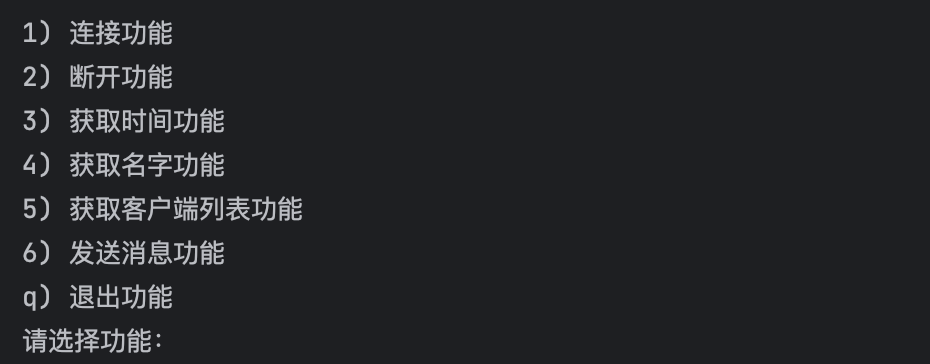 1) 连接功能
2) 断开功能
3) 获取时间功能
4) 获取名字功能
5) 获取客户端列表功能
6) 发送消息功能
q) 退出功能
请选择功能: